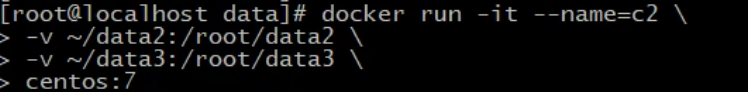 [root@localhost data]# docker run -it --name=c2 \
> -v ~/data2:/root/data2 \
> -v ~/data3:/root/data3 \
> centos:7